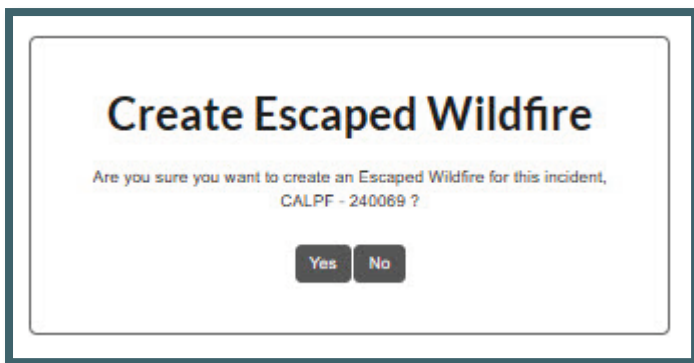 Create Escaped Wildfire
Are you sure you want to create an Escaped Wildfire for this incident,
CALPF - 240069 ?
Yes No